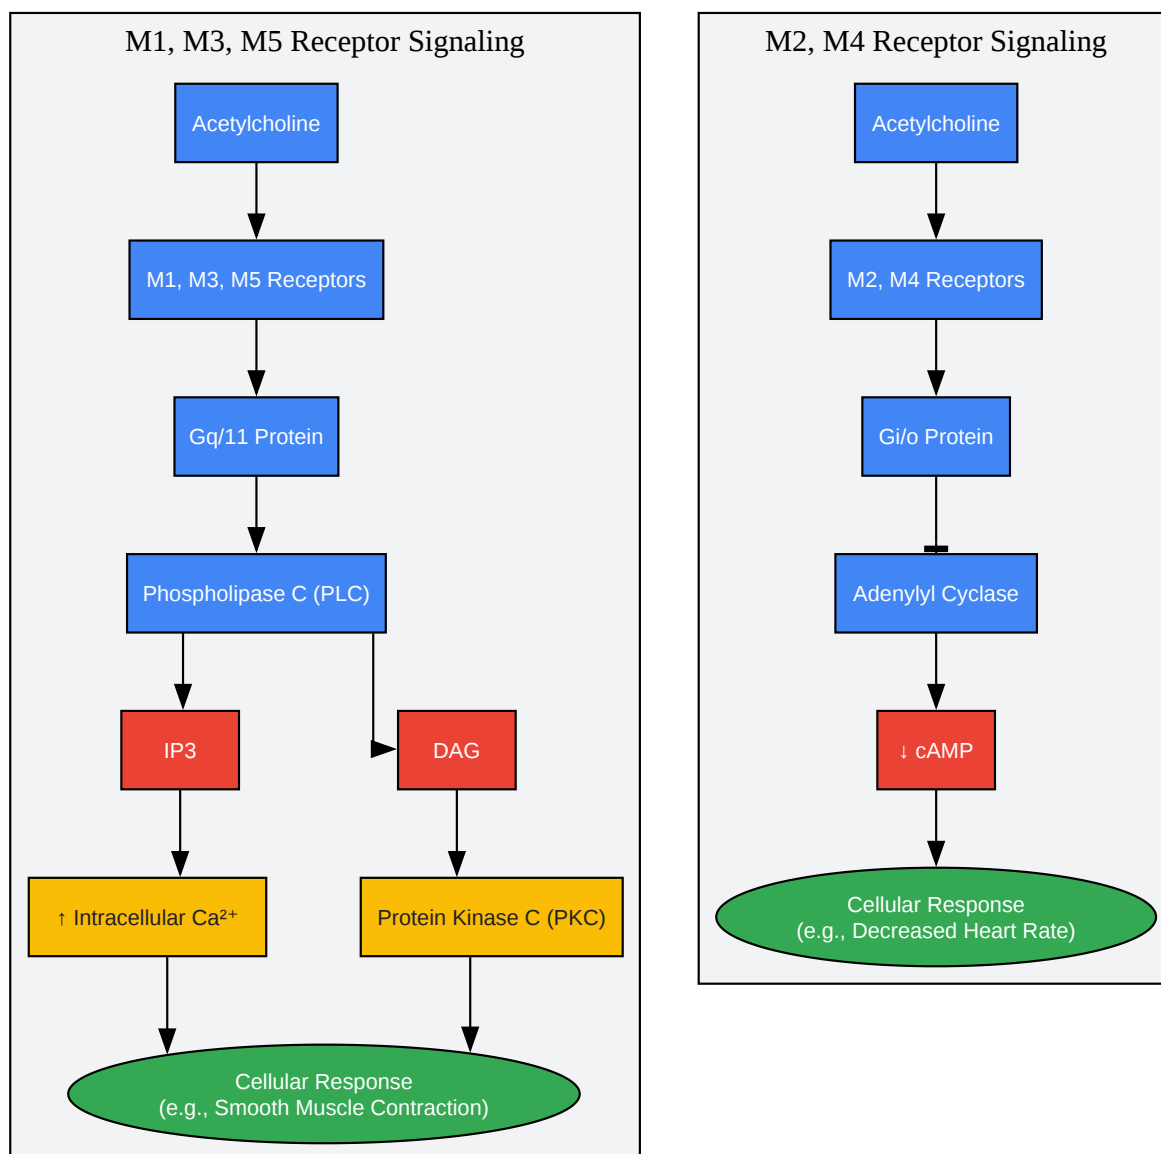 M1, M3, M5 Receptor Signaling
Acetylcholine
M1, M3, M5 Receptors
Gq/11 Protein
Phospholipase C (PLC)
IP3
DAG
↑ Intracellular Ca²⁺
Protein Kinase C (PKC)
Cellular Response
(e.g., Smooth Muscle Contraction)
M2, M4 Receptor Signaling
Acetylcholine
M2, M4 Receptors
Gi/o Protein
Adenylyl Cyclase
↓ cAMP
Cellular Response
(e.g., Decreased Heart Rate)